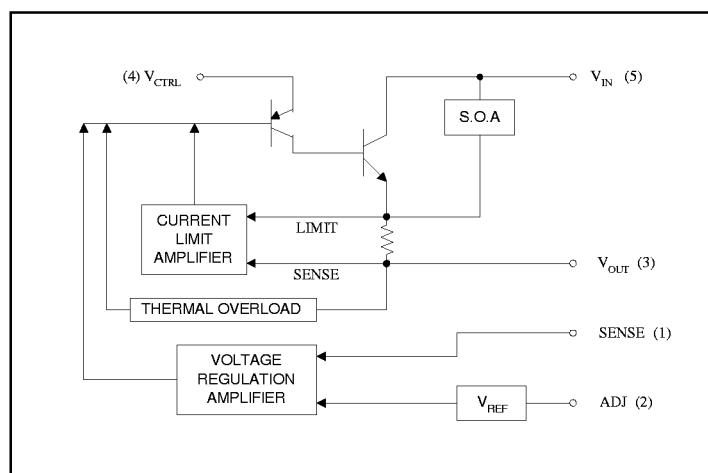 (4) VCTRL
VIN (5)
S.O.A
CURRENT
LIMIT
AMPLIFIER
LIMIT
SENSE
VOUT (3)
THERMAL OVERLOAD
SENSE (1)
VOLTAGE
REGULATION
AMPLIFIER
VREF
ADJ (2)